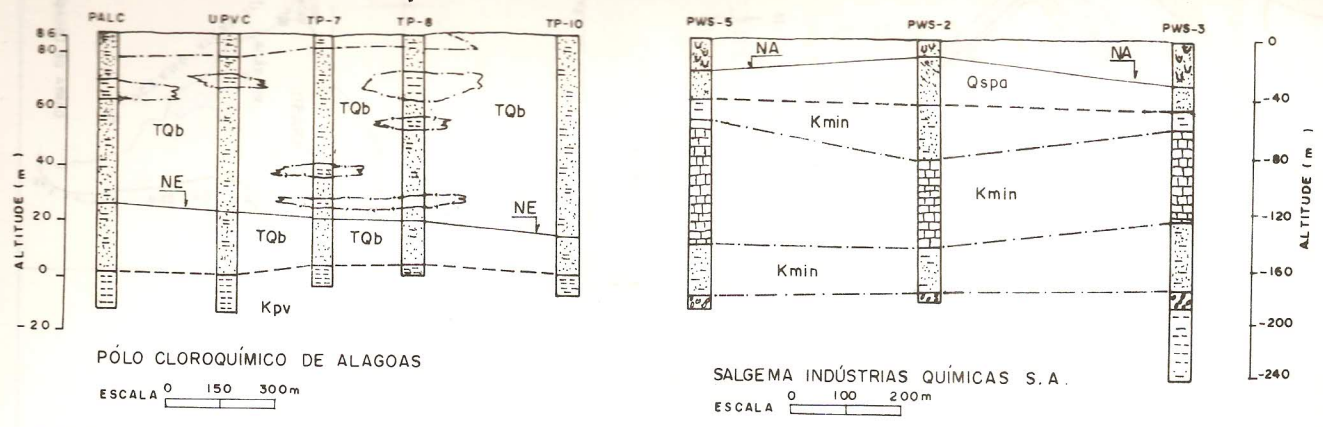 PALC UPVC TP-7 TP-8 TP-10
86
80
60
40
20
0
-20
ALTITUDE (m)
TQb TQb TQb
NE
NE
TQb TQb
Kpv
PÓLO CLOROQUÍMICO DE ALAGOAS
ESCALA 0 150 300m
PWS-5 PWS-2 PWS-3
NA NA
Qspa
Kmin
Kmin
Kmin
0
-40
-80
-120
-160
-200
-240
ALTITUDE (m)
SALGEMA INDÚSTRIAS QUÍMICAS S.A.
ESCALA 0 100 200m